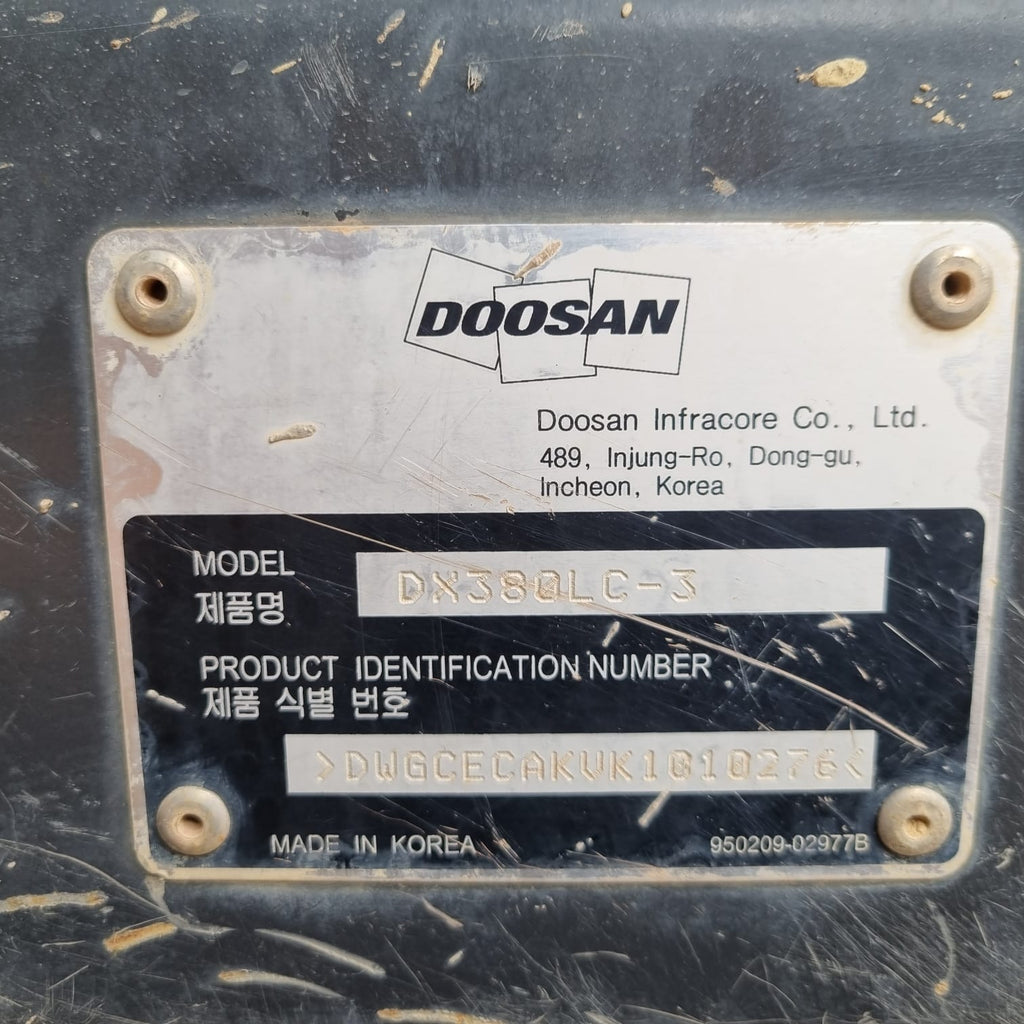 DOOSAN
Doosan Infracore Co., Ltd.
489, Injung-Ro, Dong-gu,
Incheon, Korea
MODEL
제품명
DX380LC-3
PRODUCT IDENTIFICATION NUMBER
제품 식별 번호
>DWGCECAKVK1010276<
MADE IN KOREA
950209-02977B